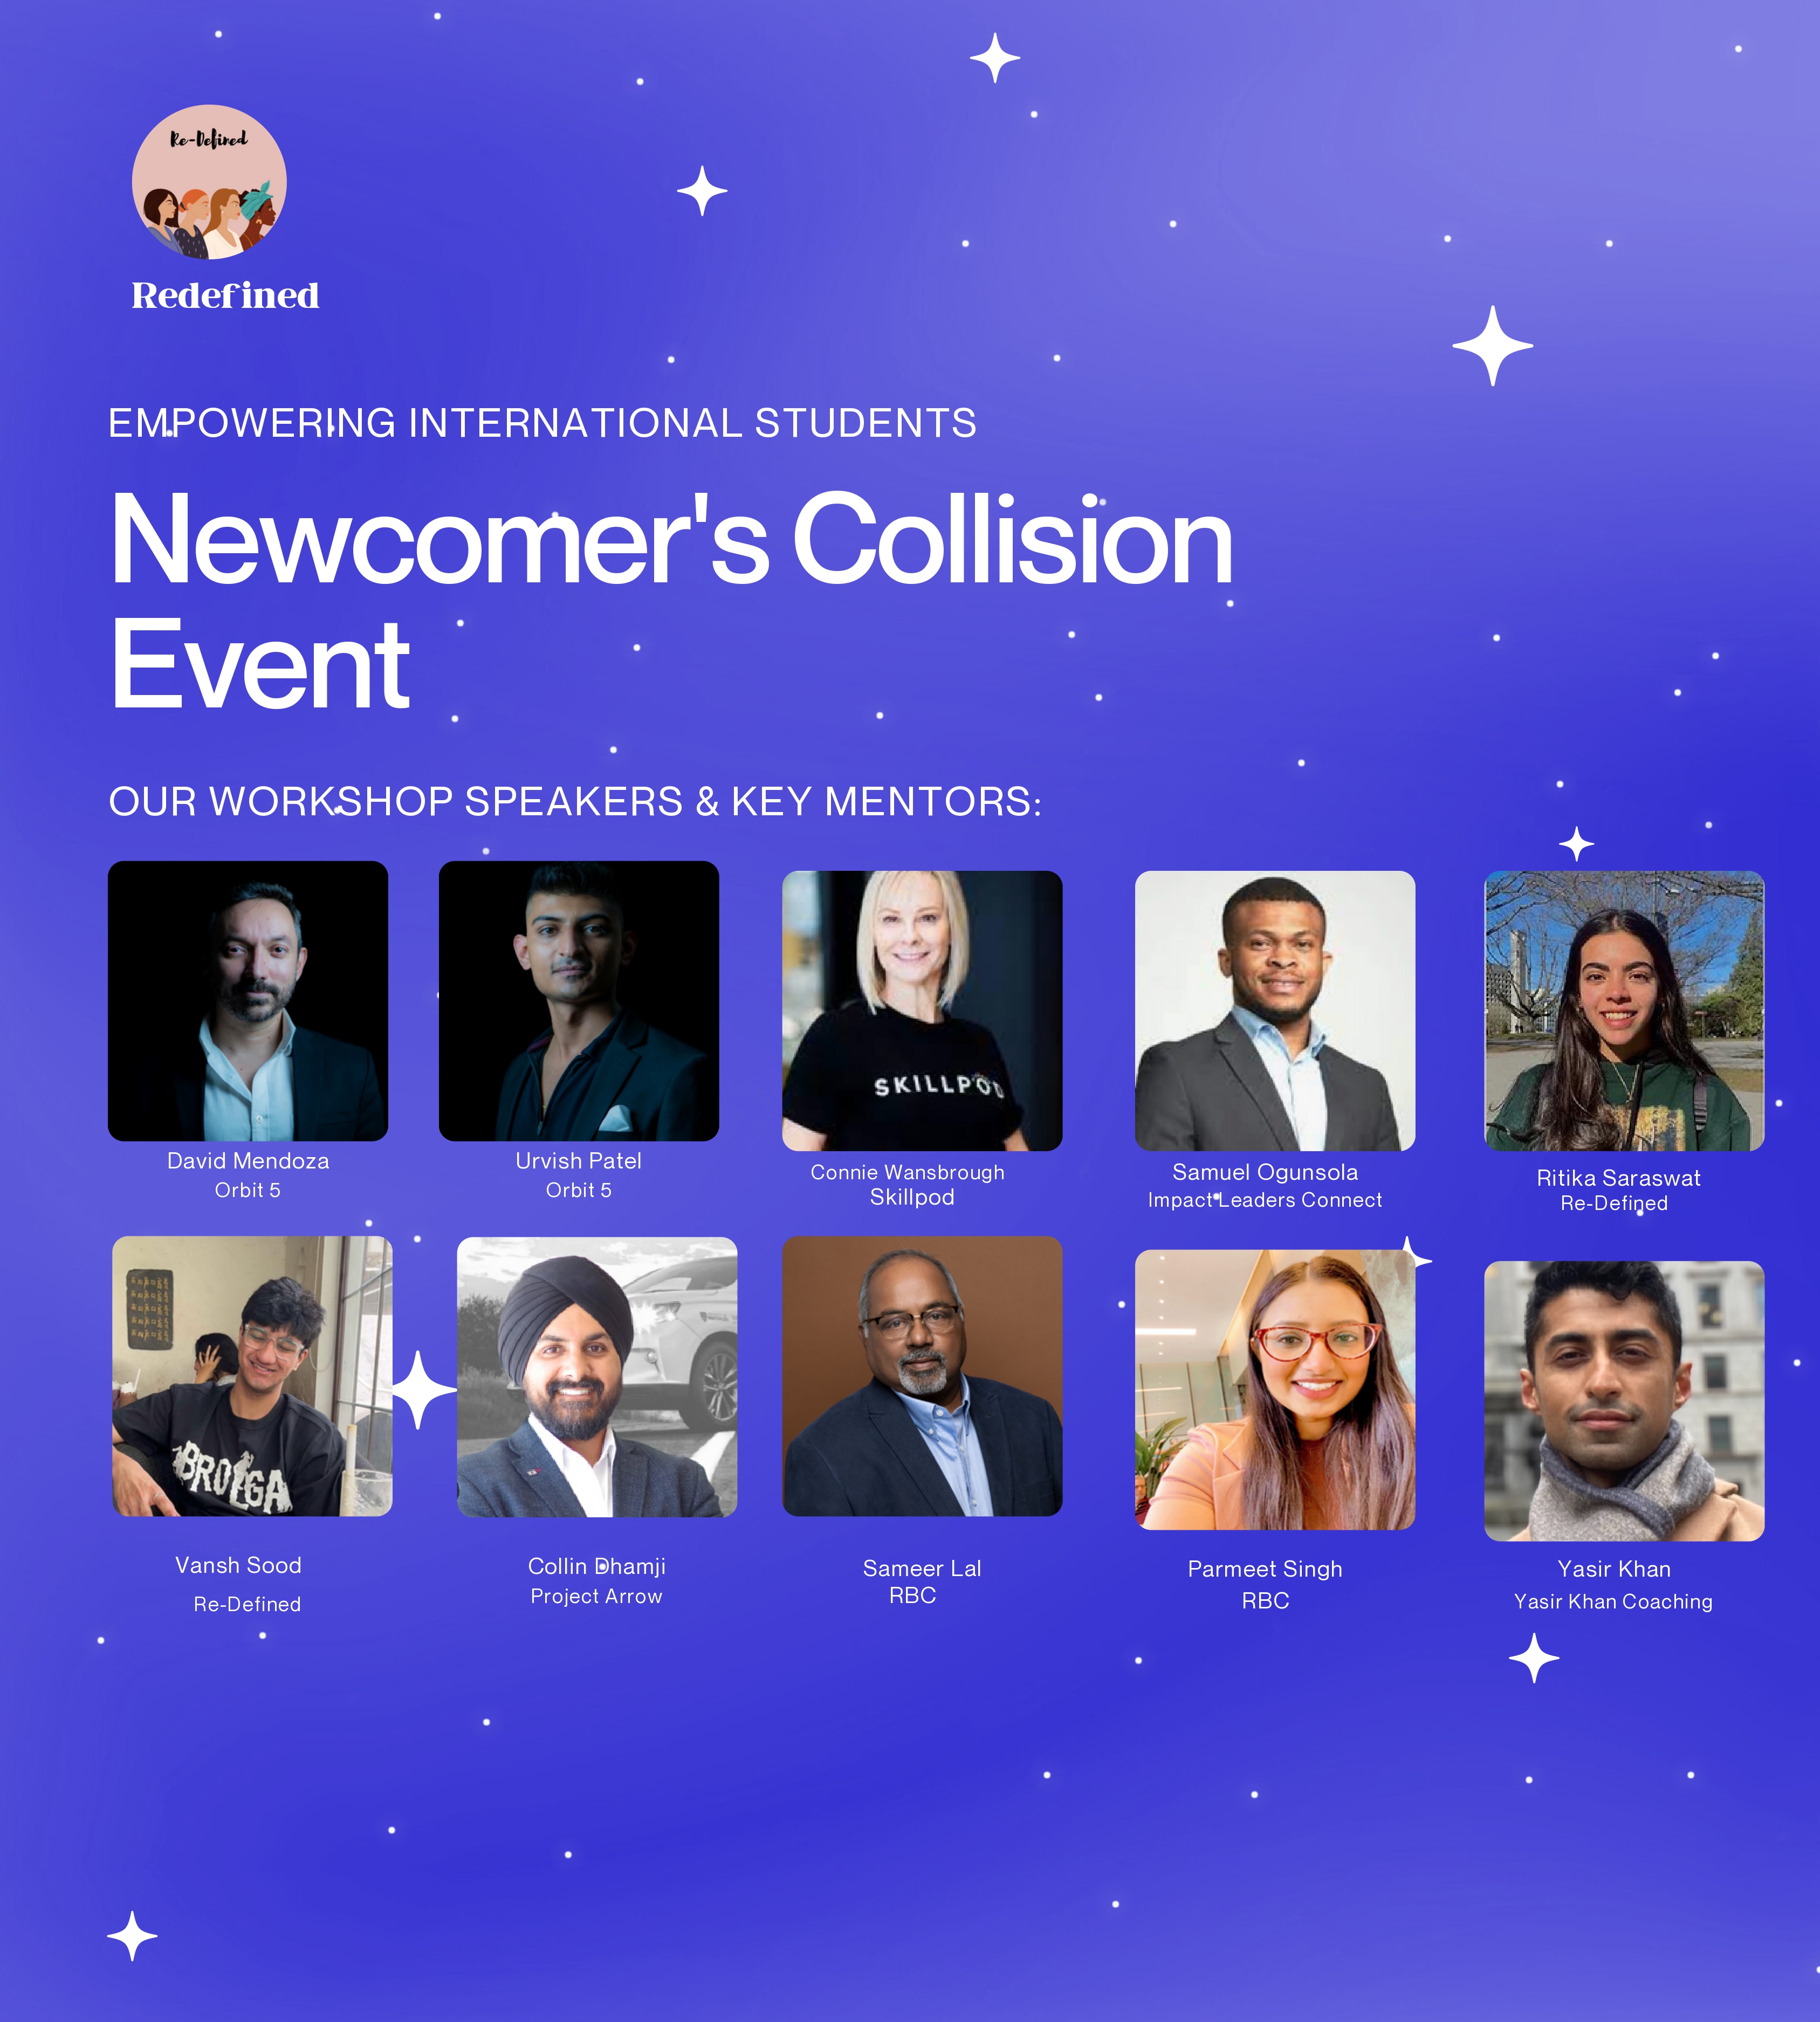 Re-Defined
Redefined
EMPOWERING INTERNATIONAL STUDENTS
Newcomer's Collision
Event
OUR WORKSHOP SPEAKERS & KEY MENTORS:
SKILLPOD
David Mendoza
Orbit 5
Urvish Patel
Orbit 5
Connie Wansbrough
Skillpod
Samuel Ogunsola
Impact Leaders Connect
Ritika Saraswat
Re-Defined
Vansh Sood
Re-Defined
Collin Dhamji
Project Arrow
Sameer Lal
RBC
Parmeet Singh
RBC
Yasir Khan
Yasir Khan Coaching